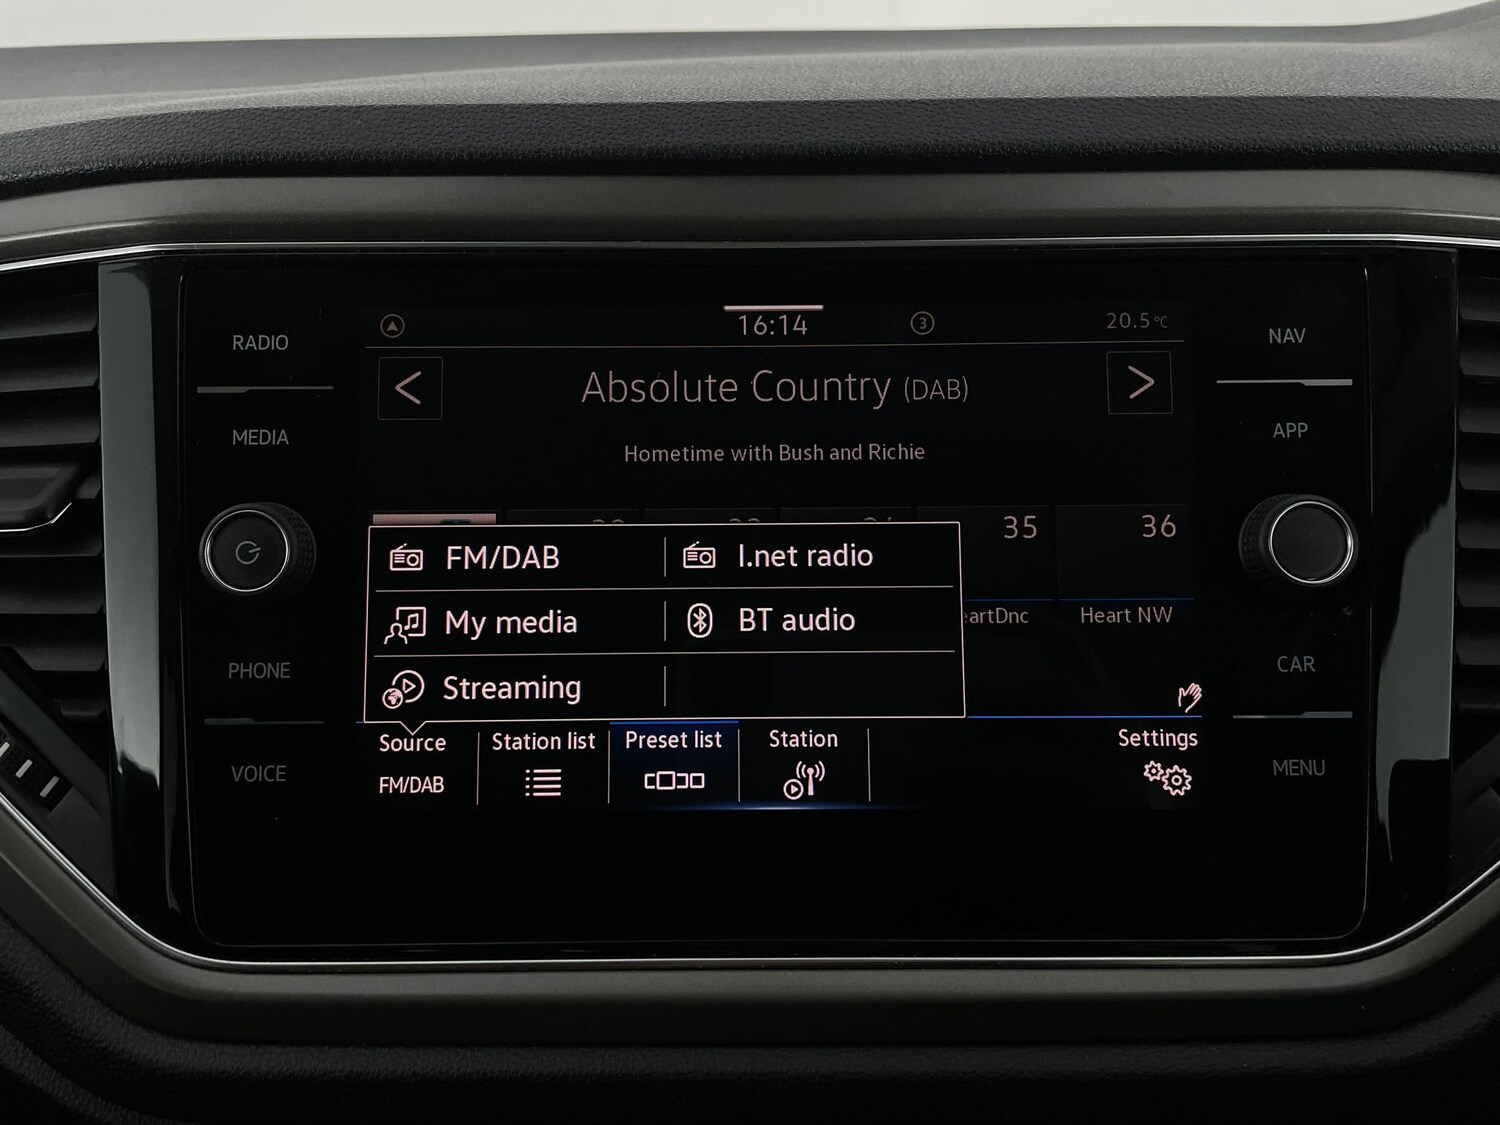 RADIO
MEDIA
PHONE
VOICE
16:14
3
20.5°C
Absolute Country (DAB)
Hometime with Bush and Richie
35
36
Heart NW
FM/DAB
I.net radio
My media
BT audio
Streaming
Source
FM/DAB
Station list
Preset list
Station
Settings
NAV
APP
CAR
MENU